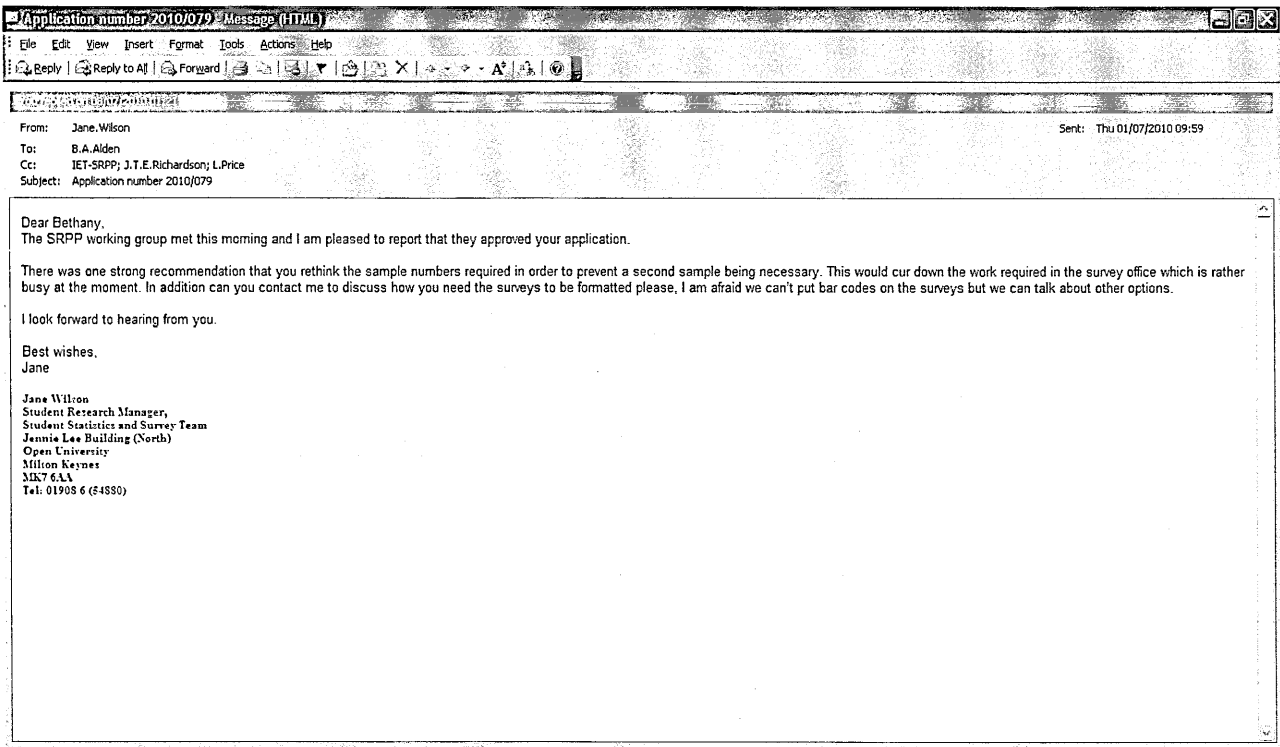 Application number 2010/079 - Message (HTML)
File Edit View Insert Format Tools Actions Help
Reply Reply to All Forward
From: Jane.Wilson Sent: Thu 01/07/2010 09:59
To: B.A.Alden
Cc: IET-SRPP; J.T.E.Richardson; L.Price
Subject: Application number 2010/079
Dear Bethany,
The SRPP working group met this morning and I am pleased to report that they approved your application.
There was one strong recommendation that you rethink the sample numbers required in order to prevent a second sample being necessary. This would cur down the work required in the survey office which is rather
busy at the moment. In addition can you contact me to discuss how you need the surveys to be formatted please, I am afraid we can't put bar codes on the surveys but we can talk about other options.
I look forward to hearing from you.
Best wishes,
Jane
Jane Wilson
Student Research Manager,
Student Statistics and Survey Team
Jennie Lee Building (North)
Open University
Milton Keynes
MK7 6AA
Tel: 01908 6 (54880)